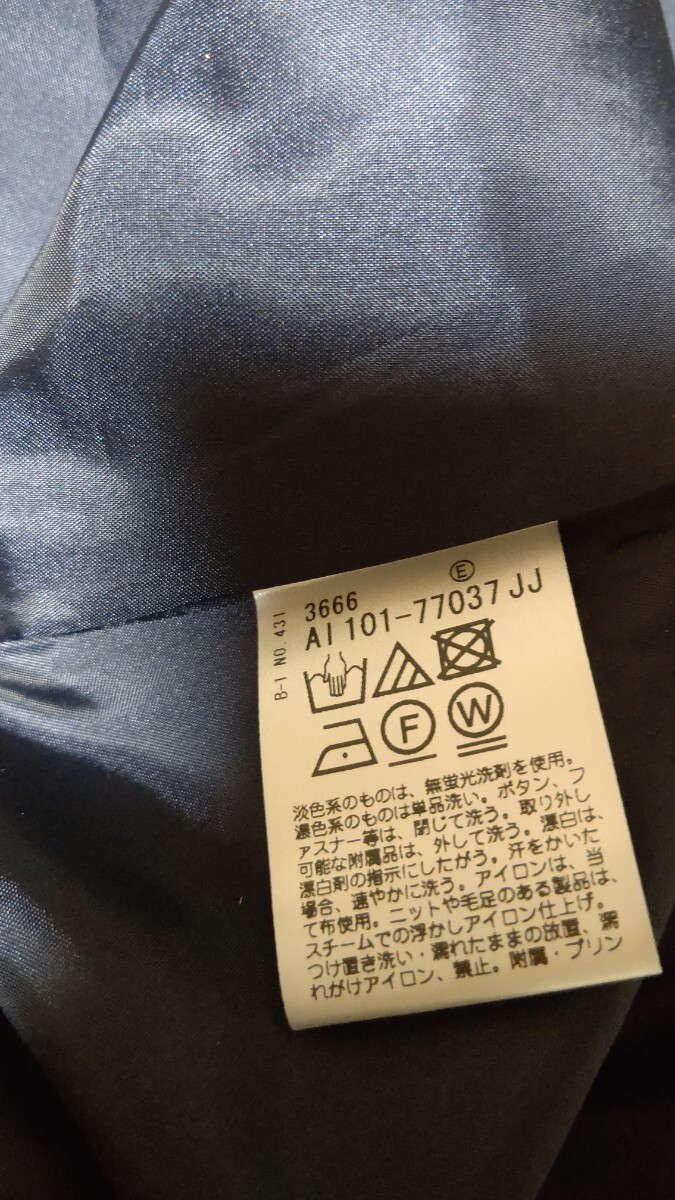 B-1 NO.431
3666
Ⓔ
AI 101-77037 JJ
F
W
淡色系のものは、無蛍光洗剤を使用。
濃色系のものは単品洗い。ボタン、フ
ァスナー等は、閉じて洗う。取り外し
可能な附属品は、外して洗う。漂白は、
漂白剤の指示にしたがう。汗をかいた
場合、速やかに洗う。アイロンは、当
て布使用。ニットや毛足のある製品は、
スチームでの浮かしアイロン仕上げ。
つけ置き洗い・濡れたままの放置、濡
れがけアイロン、禁止。附属・プリン